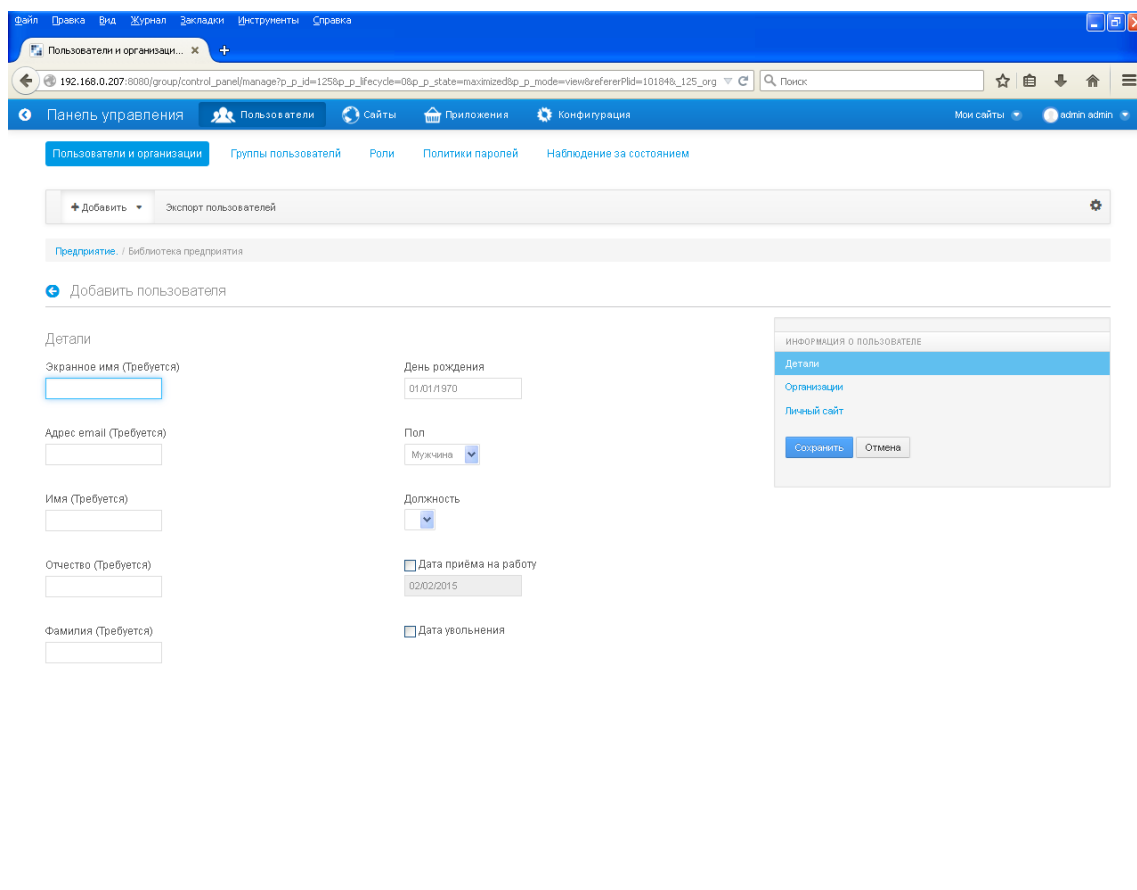 Файл Правка Вид Журнал Закладки Инструменты Справка
Пользователи и организаци... ×
192.168.0.207:8080/group/control_panel/manage?p_p_id=125&p_p_lifecycle=0&p_p_state=maximized&p_p_mode=view&refererPlid=10184&_125_org Поиск
Панель управления Пользователи Сайты Приложения Конфигурация Мои сайты admin admin
Пользователи и организации Группы пользователй Роли Политики паролей Наблюдение за состоянием
Добавить Экспорт пользователей
Предприятие. / Библиотека предприятия
Добавить пользователя
Детали
Экранное имя (Требуется)
Адрес email (Требуется)
Имя (Требуется)
Отчество (Требуется)
Фамилия (Требуется)
День рождения
01/01/1970
Пол
Мужчина
Должность
Дата приёма на работу
02/02/2015
Дата увольнения
ИНФОРМАЦИЯ О ПОЛЬЗОВАТЕЛЕ
Детали
Организации
Личный сайт
Сохранить Отмена